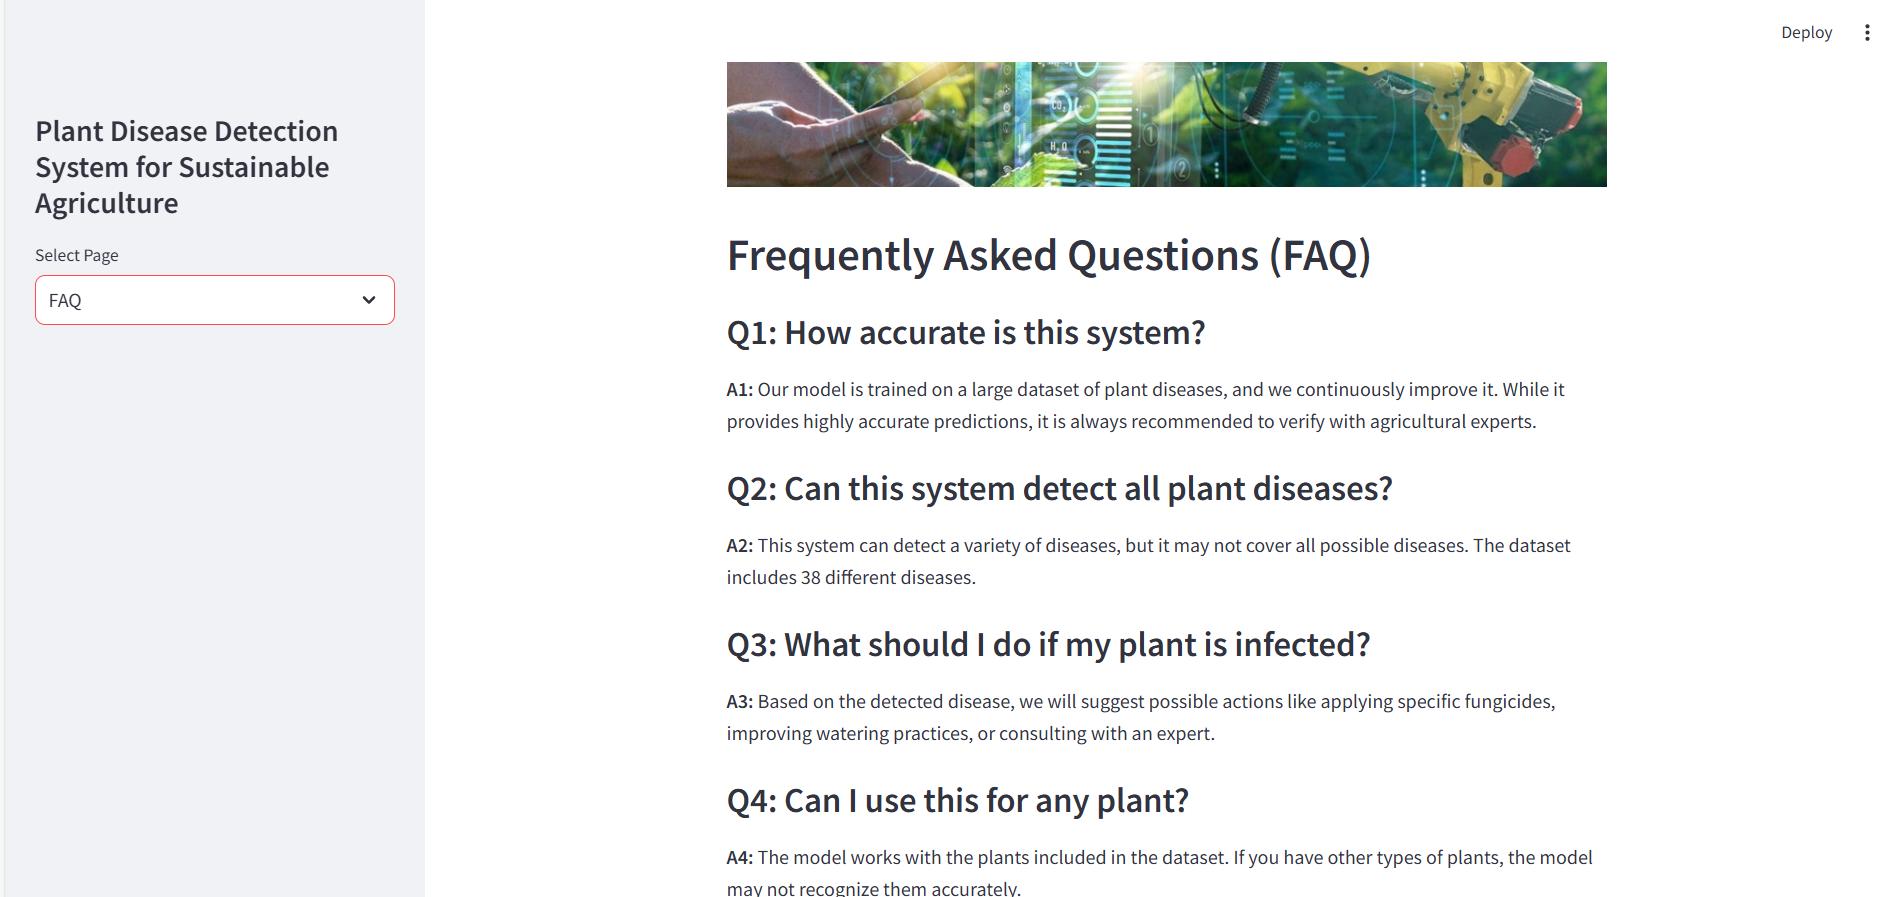 Deploy
Plant Disease Detection
System for Sustainable
Agriculture
Select Page
FAQ
CO₂
H₂O
1
2
Frequently Asked Questions (FAQ)
Q1: How accurate is this system?
A1: Our model is trained on a large dataset of plant diseases, and we continuously improve it. While it
provides highly accurate predictions, it is always recommended to verify with agricultural experts.
Q2: Can this system detect all plant diseases?
A2: This system can detect a variety of diseases, but it may not cover all possible diseases. The dataset
includes 38 different diseases.
Q3: What should I do if my plant is infected?
A3: Based on the detected disease, we will suggest possible actions like applying specific fungicides,
improving watering practices, or consulting with an expert.
Q4: Can I use this for any plant?
A4: The model works with the plants included in the dataset. If you have other types of plants, the model
may not recognize them accurately.